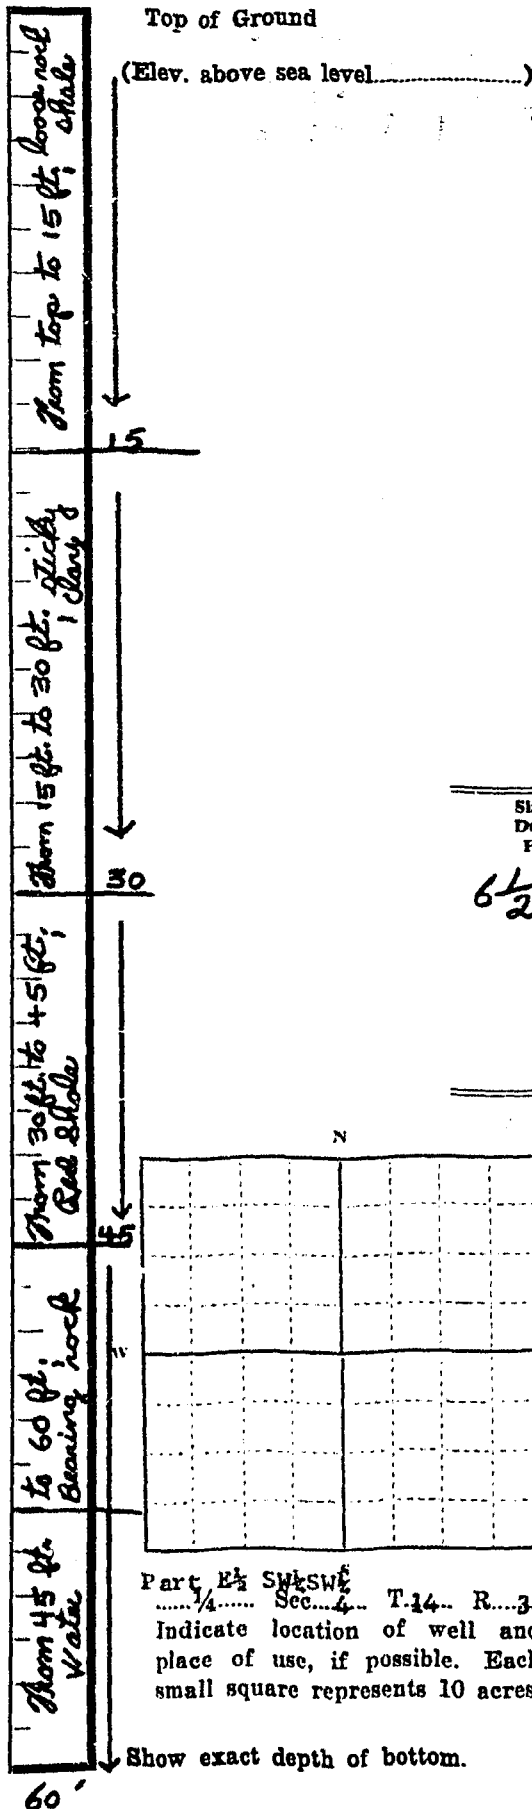 Top of Ground
(Elev. above sea level....................)
From top to 15 ft, loose rock
shale
15
From 15 ft. to 30 ft. sticky
, clay
30
6 1/2
From 30 ft. to 45 ft,
Red Shale
45
N
W
From 45 ft. to 60 ft,
Water Bearing rock
Part E½ SW¼SW¼
......¼...... Sec....4... T.14.. R....3
Indicate location of well and
place of use, if possible. Each
small square represents 10 acres
Show exact depth of bottom.
60'